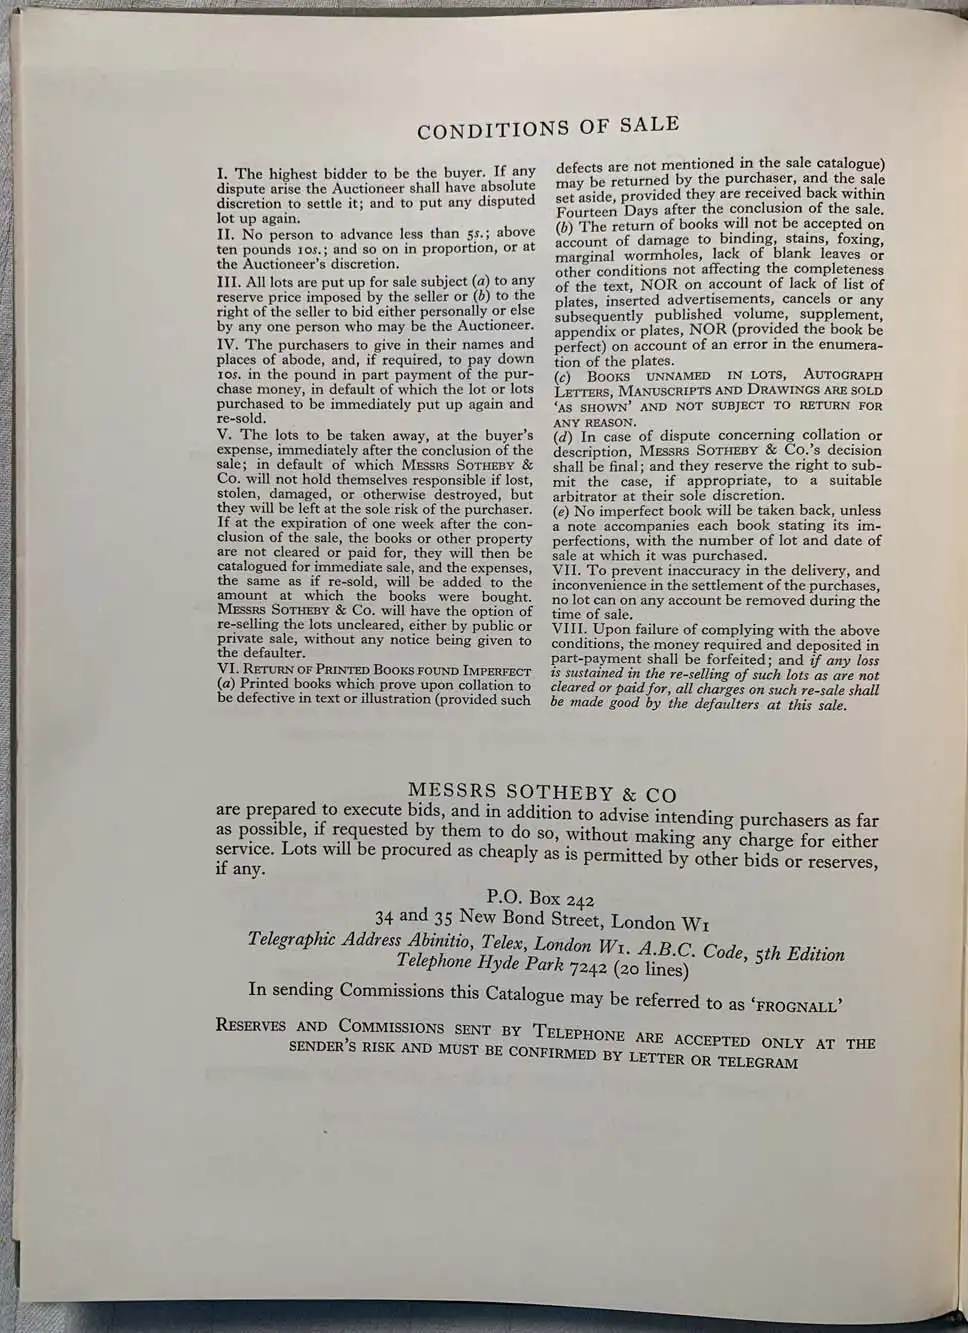 CONDITIONS OF SALE
I. The highest bidder to be the buyer. If any
dispute arise the Auctioneer shall have absolute
discretion to settle it; and to put any disputed
lot up again.
II. No person to advance less than 5s.; above
ten pounds 10s.; and so on in proportion, or at
the Auctioneer's discretion.
III. All lots are put up for sale subject (a) to any
reserve price imposed by the seller or (b) to the
right of the seller to bid either personally or else
by any one person who may be the Auctioneer.
IV. The purchasers to give in their names and
places of abode, and, if required, to pay down
10s. in the pound in part payment of the pur-
chase money, in default of which the lot or lots
purchased to be immediately put up again and
re-sold.
V. The lots to be taken away, at the buyer's
expense, immediately after the conclusion of the
sale; in default of which MESSRS SOTHEBY &
Co. will not hold themselves responsible if lost,
stolen, damaged, or otherwise destroyed, but
they will be left at the sole risk of the purchaser.
If at the expiration of one week after the con-
clusion of the sale, the books or other property
are not cleared or paid for, they will then be
catalogued for immediate sale, and the expenses,
the same as if re-sold, will be added to the
amount at which the books were bought.
MESSRS SOTHEBY & Co. will have the option of
re-selling the lots uncleared, either by public or
private sale, without any notice being given to
the defaulter.
VI. RETURN OF PRINTED BOOKS FOUND IMPERFECT
(a) Printed books which prove upon collation to
be defective in text or illustration (provided such
defects are not mentioned in the sale catalogue)
may be returned by the purchaser, and the sale
set aside, provided they are received back within
Fourteen Days after the conclusion of the sale.
(b) The return of books will not be accepted on
account of damage to binding, stains, foxing,
marginal wormholes, lack of blank leaves or
other conditions not affecting the completeness
of the text, NOR on account of lack of list of
plates, inserted advertisements, cancels or any
subsequently published volume, supplement,
appendix or plates, NOR (provided the book be
perfect) on account of an error in the enumera-
tion of the plates.
(c) BOOKS UNNAMED IN LOTS, AUTOGRAPH
LETTERS, MANUSCRIPTS AND DRAWINGS ARE SOLD
'AS SHOWN' AND NOT SUBJECT TO RETURN FOR
ANY REASON.
(d) In case of dispute concerning collation or
description, MESSRS SOTHEBY & Co.'s decision
shall be final; and they reserve the right to sub-
mit the case, if appropriate, to a suitable
arbitrator at their sole discretion.
(e) No imperfect book will be taken back, unless
a note accompanies each book stating its im-
perfections, with the number of lot and date of
sale at which it was purchased.
VII. To prevent inaccuracy in the delivery, and
inconvenience in the settlement of the purchases,
no lot can on any account be removed during the
time of sale.
VIII. Upon failure of complying with the above
conditions, the money required and deposited in
part-payment shall be forfeited; and if any loss
is sustained in the re-selling of such lots as are not
cleared or paid for, all charges on such re-sale shall
be made good by the defaulters at this sale.
MESSRS SOTHEBY & CO
are prepared to execute bids, and in addition to advise intending purchasers as far
as possible, if requested by them to do so, without making any charge for either
service. Lots will be procured as cheaply as is permitted by other bids or reserves,
if any.
P.O. Box 242
34 and 35 New Bond Street, London W1
Telegraphic Address Abinitio, Telex, London W1. A.B.C. Code, 5th Edition
Telephone Hyde Park 7242 (20 lines)
In sending Commissions this Catalogue may be referred to as 'FROGNALL'
RESERVES AND COMMISSIONS SENT BY TELEPHONE ARE ACCEPTED ONLY AT THE
SENDER'S RISK AND MUST BE CONFIRMED BY LETTER OR TELEGRAM